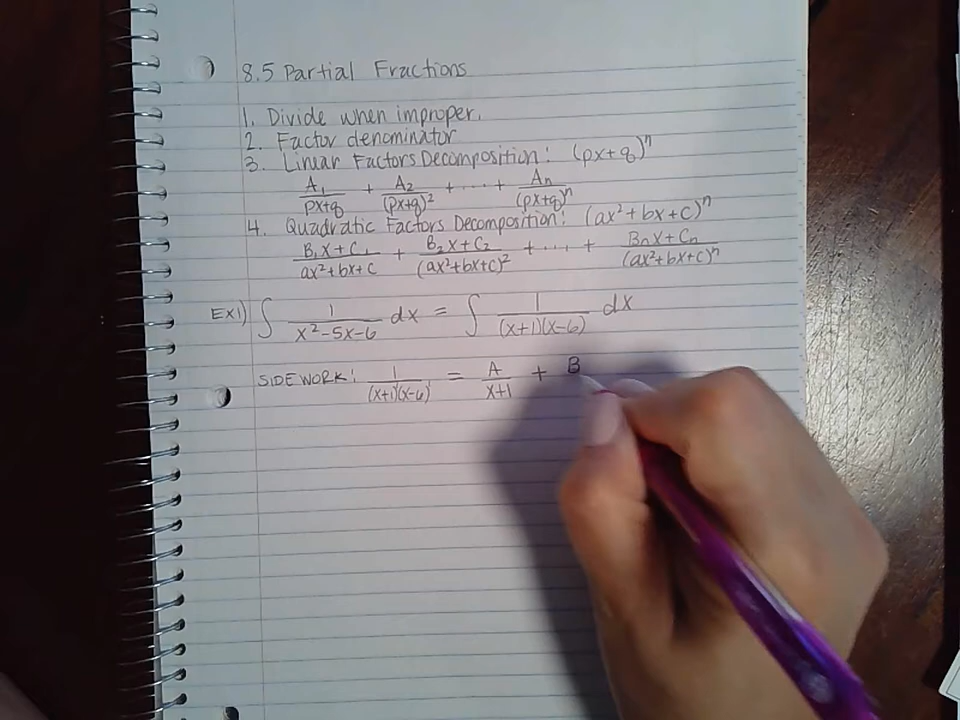 8.5 Partial Fractions
1. Divide when improper.
2. Factor denominator
3. Linear Factors Decomposition: (px+q)^n
A₁/(px+q) + A₂/(px+q)² + ... + Aₙ/(px+q)^n
4. Quadratic Factors Decomposition: (ax²+bx+c)^n
(B₁x+C₁)/(ax²+bx+c) + (B₂x+C₂)/(ax²+bx+c)² + .... + (Bₙx+Cₙ)/(ax²+bx+c)^n
EX1) ∫ 1/(x²-5x-6) dx = ∫ 1/((x+1)(x-6)) dx
SIDEWORK: 1/((x+1)(x-6)) = A/(x+1) + B